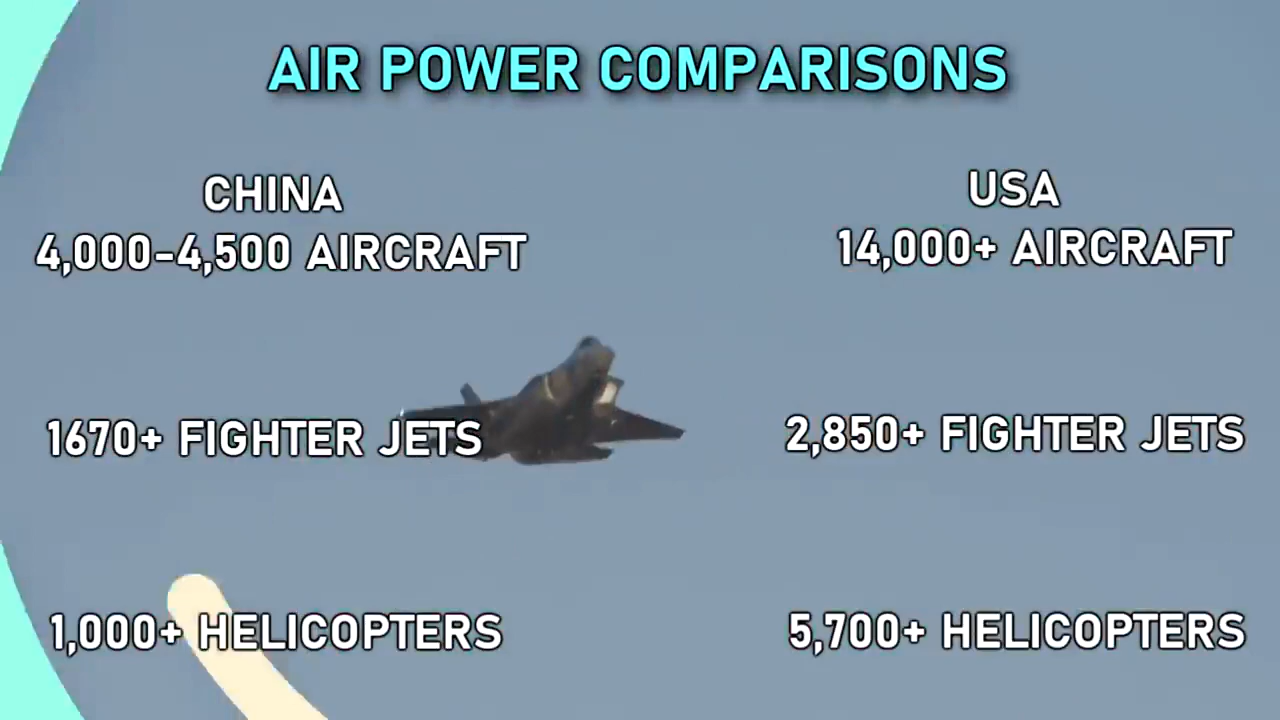 AIR POWER COMPARISONS
CHINA
4,000-4,500 AIRCRAFT
1670+ FIGHTER JETS
1,000+ HELICOPTERS
USA
14,000+ AIRCRAFT
2,850+ FIGHTER JETS
5,700+ HELICOPTERS